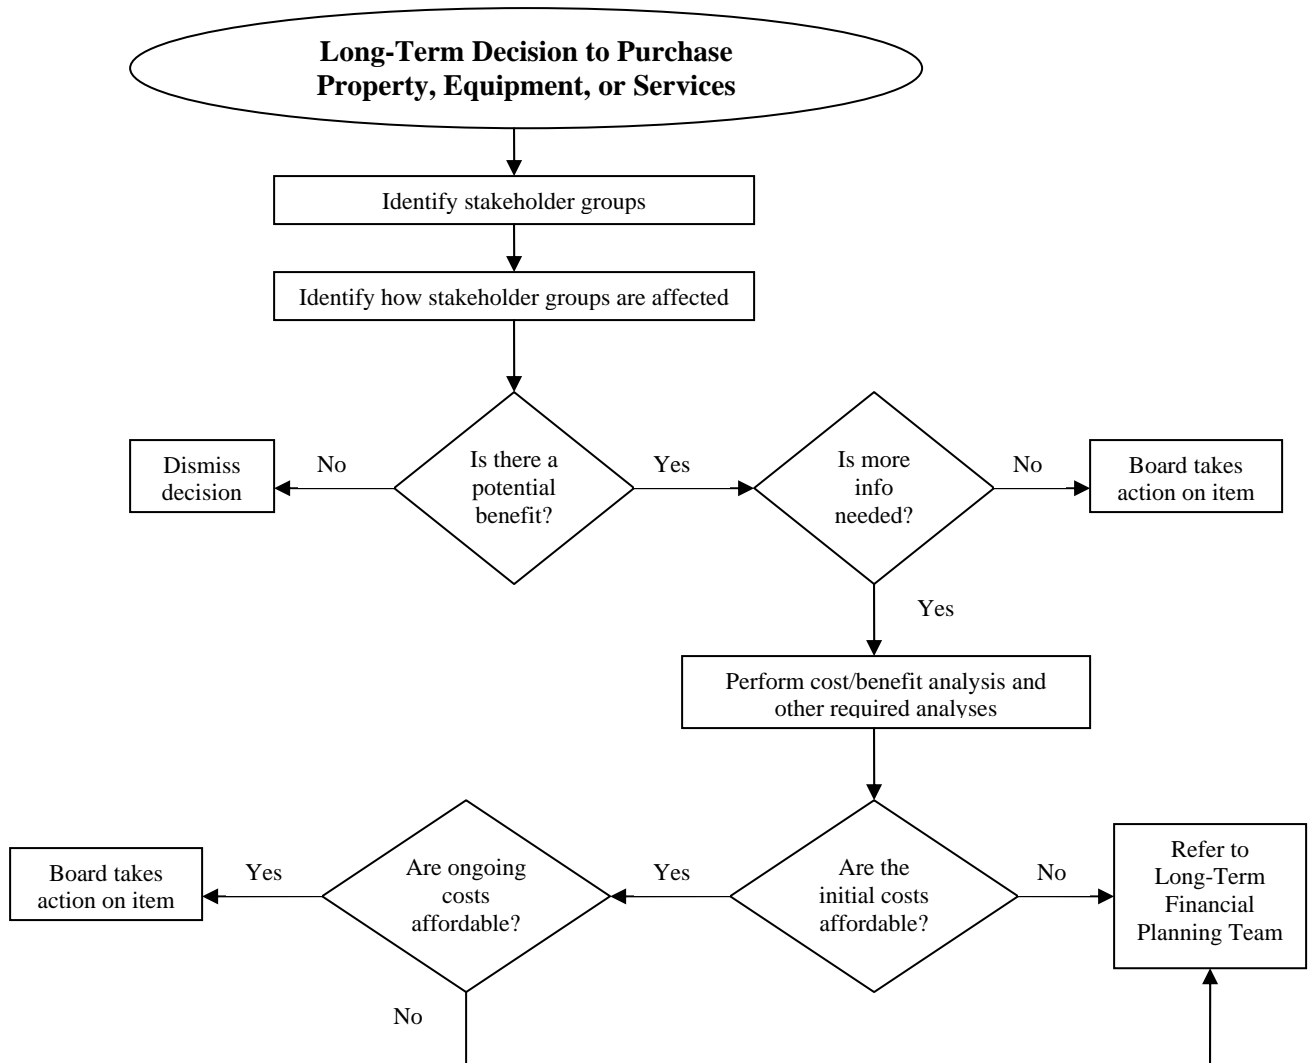 Long-Term Decision to Purchase
Property, Equipment, or Services
Identify stakeholder groups
Identify how stakeholder groups are affected
Dismiss
decision
No
Is there a
potential
benefit?
Yes
Is more
info
needed?
No
Board takes
action on item
Yes
Perform cost/benefit analysis and
other required analyses
Board takes
action on item
Yes
Are ongoing
costs
affordable?
Yes
Are the
initial costs
affordable?
No
Refer to
Long-Term
Financial
Planning Team
No